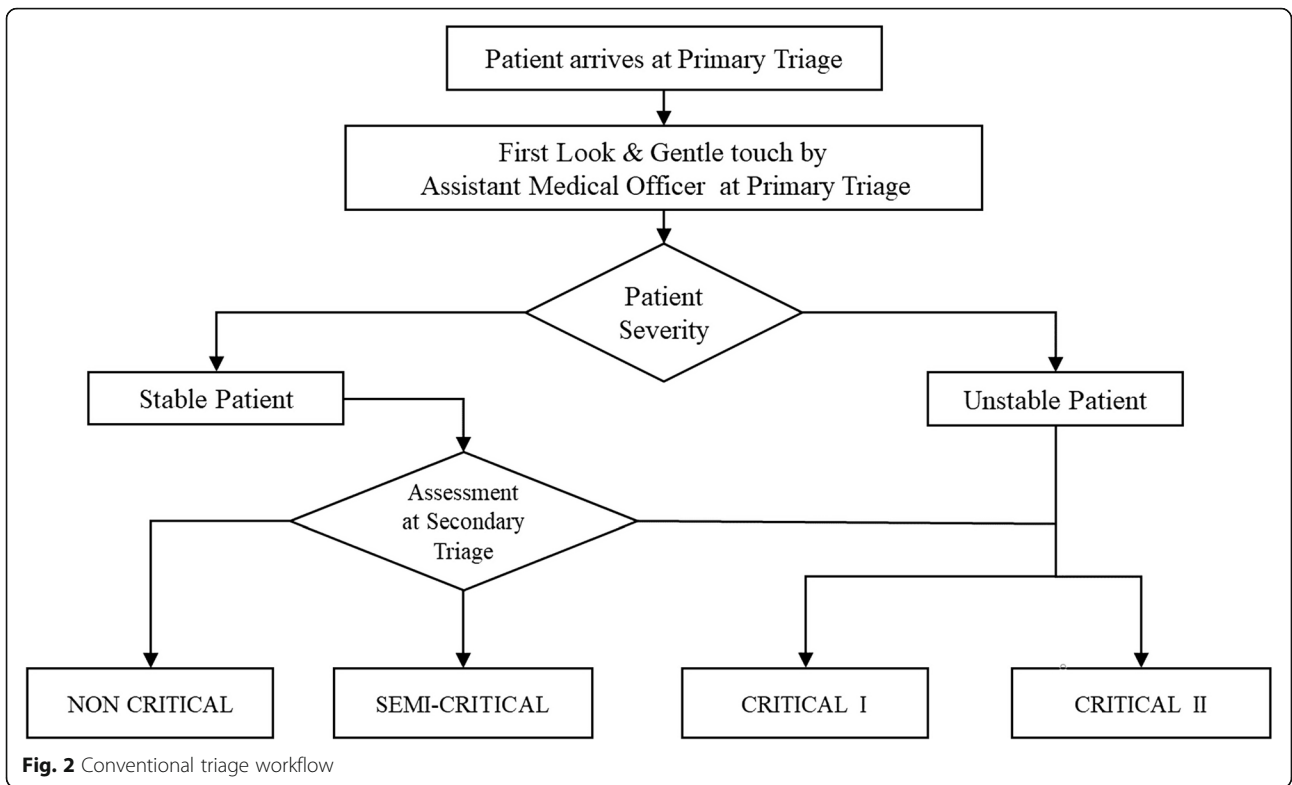 Patient arrives at Primary Triage
First Look & Gentle touch by
Assistant Medical Officer at Primary Triage
Patient
Severity
Stable Patient
Unstable Patient
Assessment
at Secondary
Triage
NON CRITICAL
SEMI-CRITICAL
CRITICAL I
CRITICAL II
Fig. 2 Conventional triage workflow